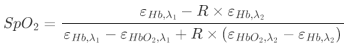 $SpO_2 = \frac{\varepsilon_{Hb,\lambda_1} - R \times \varepsilon_{Hb,\lambda_2}}{\varepsilon_{Hb,\lambda_1} - \varepsilon_{HbO_2,\lambda_1} + R \times (\varepsilon_{HbO_2,\lambda_2} - \varepsilon_{Hb,\lambda_2})}$